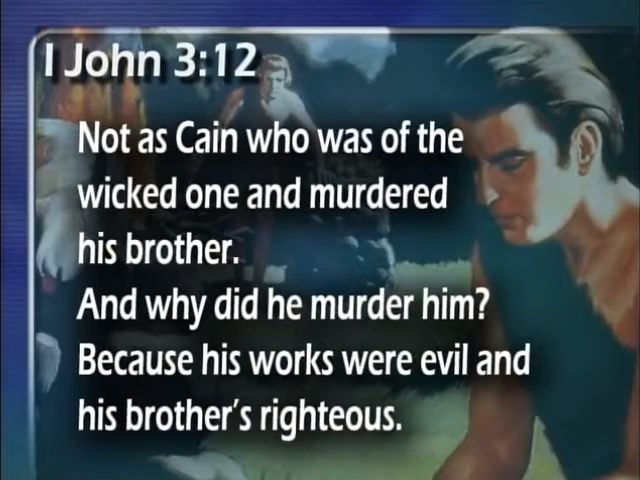 I John 3:12
Not as Cain who was of the
wicked one and murdered
his brother.
And why did he murder him?
Because his works were evil and
his brother's righteous.